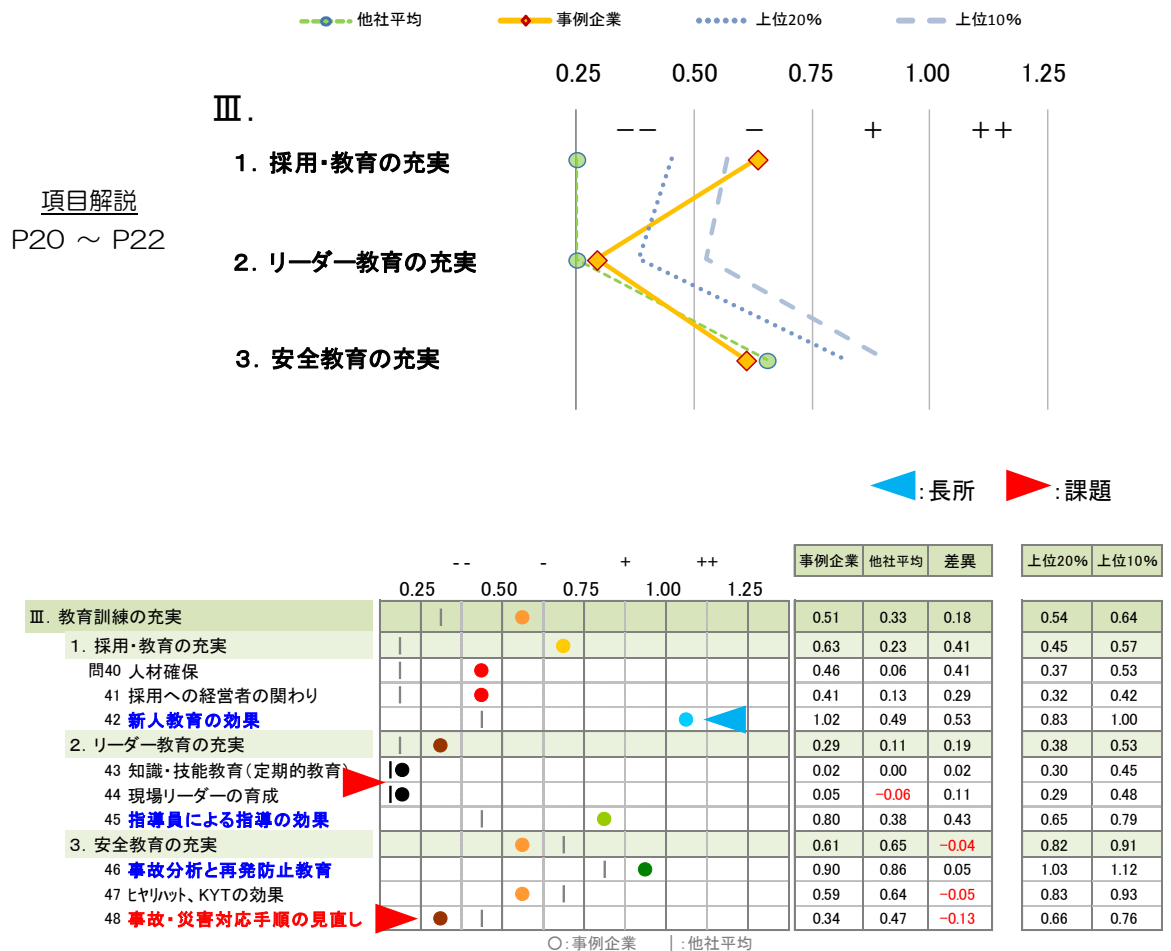 他社平均 事例企業 上位20% 上位10%
0.25 0.50 0.75 1.00 1.25
Ⅲ.
-- - + ++
1. 採用・教育の充実
項目解説
P20 ～ P22
2. リーダー教育の充実
3. 安全教育の充実
:長所 :課題
事例企業 他社平均 差異 上位20% 上位10%
-- - + ++
0.25 0.50 0.75 1.00 1.25
Ⅲ. 教育訓練の充実 0.51 0.33 0.18 0.54 0.64
1. 採用・教育の充実 0.63 0.23 0.41 0.45 0.57
問40 人材確保 0.46 0.06 0.41 0.37 0.53
41 採用への経営者の関わり 0.41 0.13 0.29 0.32 0.42
42 新人教育の効果 1.02 0.49 0.53 0.83 1.00
2. リーダー教育の充実 0.29 0.11 0.19 0.38 0.53
43 知識・技能教育(定期的教育) 0.02 0.00 0.02 0.30 0.45
44 現場リーダーの育成 0.05 -0.06 0.11 0.29 0.48
45 指導員による指導の効果 0.80 0.38 0.43 0.65 0.79
3. 安全教育の充実 0.61 0.65 -0.04 0.82 0.91
46 事故分析と再発防止教育 0.90 0.86 0.05 1.03 1.12
47 ヒヤリハット、KYTの効果 0.59 0.64 -0.05 0.83 0.93
48 事故・災害対応手順の見直し 0.34 0.47 -0.13 0.66 0.76
○:事例企業 |:他社平均